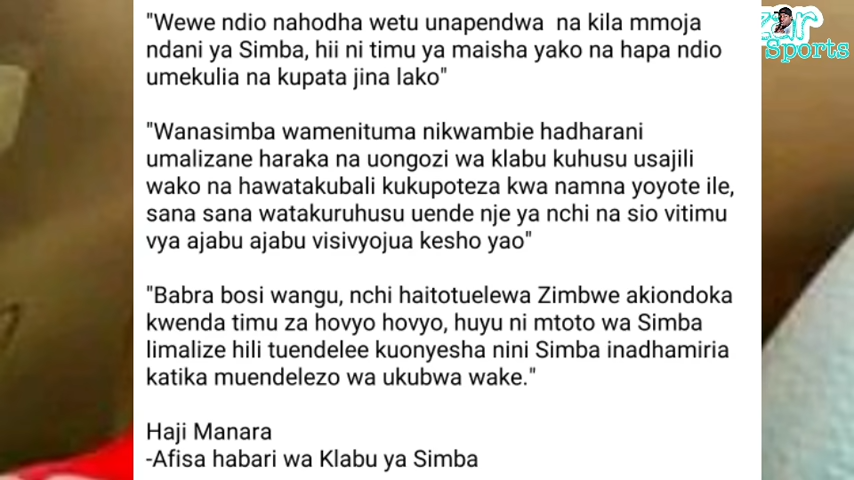 "Wewe ndio nahodha wetu unapendwa na kila mmoja
ndani ya Simba, hii ni timu ya maisha yako na hapa ndio
umekulia na kupata jina lako"
"Wanasimba wamenituma nikwambie hadharani
umalizane haraka na uongozi wa klabu kuhusu usajili
wako na hawatakubali kukupoteza kwa namna yoyote ile,
sana sana watakuruhusu uende nje ya nchi na sio vitimu
vya ajabu ajabu visivyojua kesho yao"
"Babra bosi wangu, nchi haitotuelewa Zimbwe akiondoka
kwenda timu za hovyo hovyo, huyu ni mtoto wa Simba
limalize hili tuendelee kuonyesha nini Simba inadhamiria
katika muendelezo wa ukubwa wake."
Haji Manara
-Afisa habari wa Klabu ya Simba
Sports